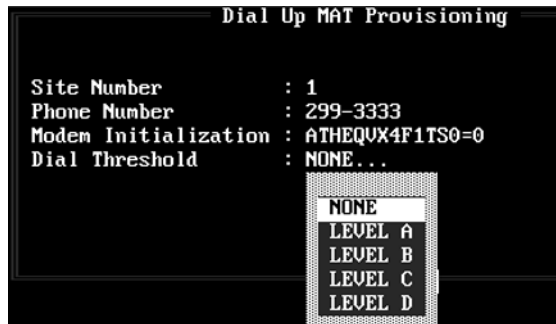 Dial Up MAT Provisioning
Site Number : 1
Phone Number : 299-3333
Modem Initialization : ATHEQVX4F1TS0=0
Dial Threshold : NONE...
NONE
LEVEL A
LEVEL B
LEVEL C
LEVEL D